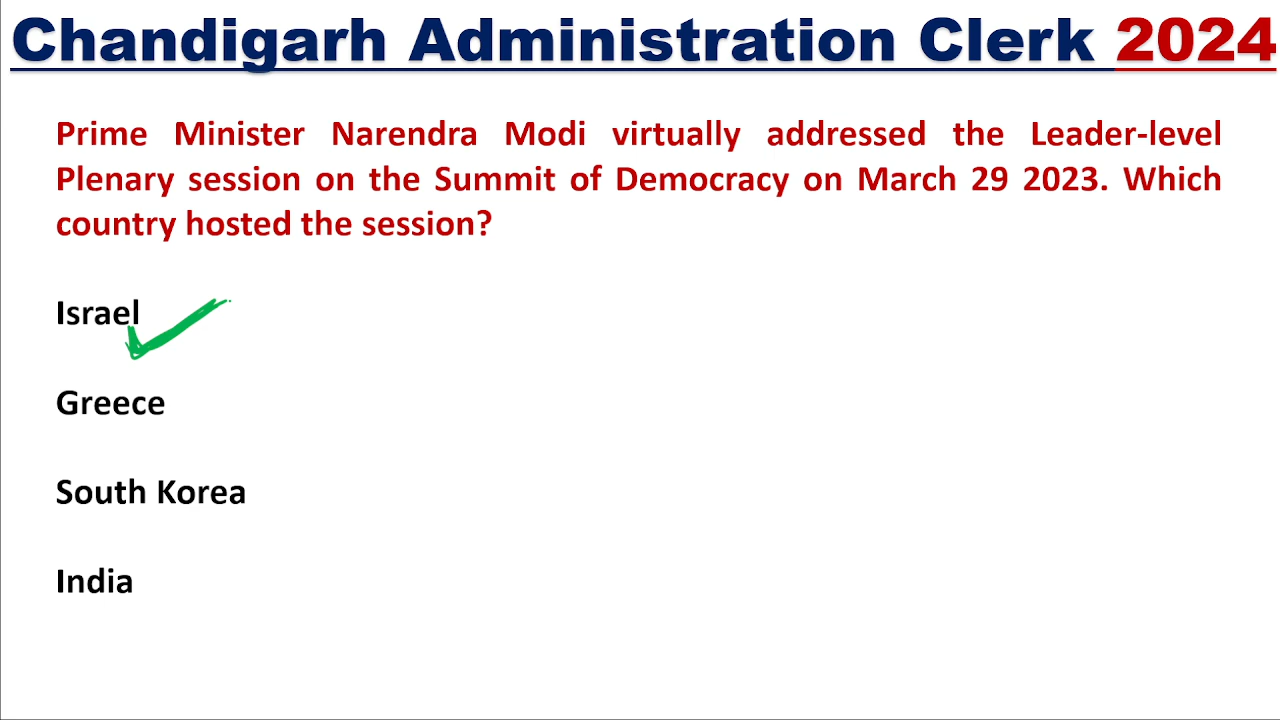 Chandigarh Administration Clerk 2024
Prime Minister Narendra Modi virtually addressed the Leader-level
Plenary session on the Summit of Democracy on March 29 2023. Which
country hosted the session?
Israel
Greece
South Korea
India